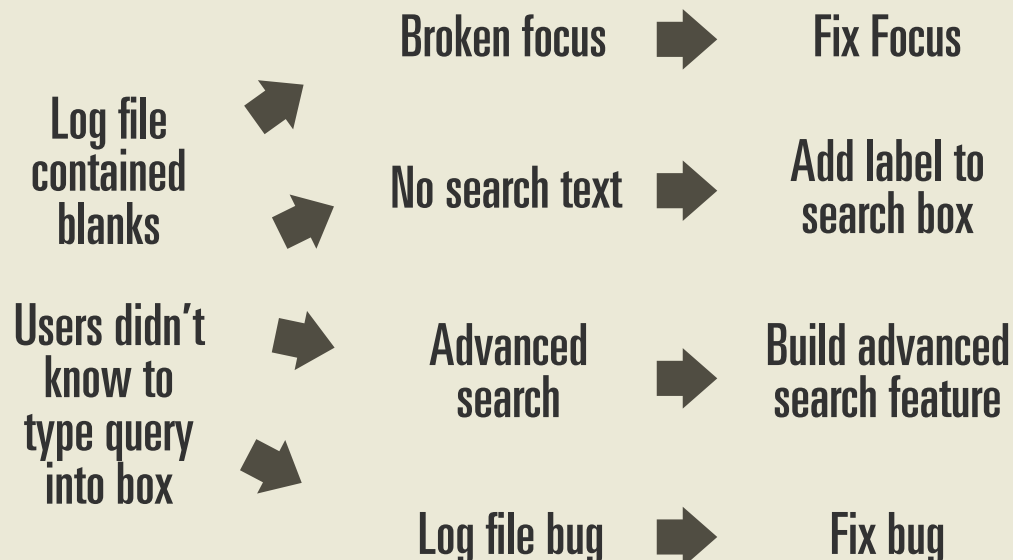 Log file
contained
blanks
Users didn't
know to
type query
into box
Broken focus
Fix Focus
No search text
Add label to
search box
Advanced
search
Build advanced
search feature
Log file bug
Fix bug